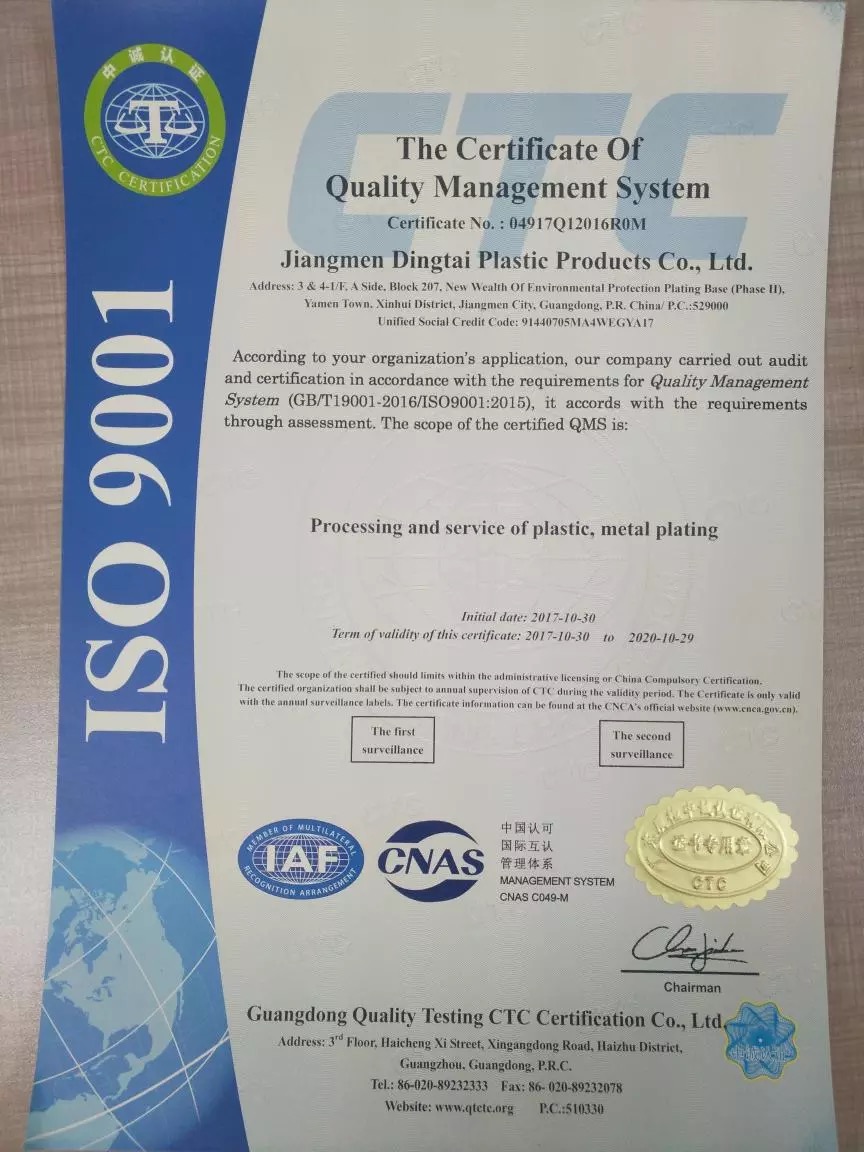 中诚认证
CTC CERTIFICATION
ISO 9001
CTC
The Certificate Of
Quality Management System
Certificate No. : 04917Q12016R0M
Jiangmen Dingtai Plastic Products Co., Ltd.
Address: 3 & 4-1/F, A Side, Block 207, New Wealth Of Environmental Protection Plating Base (Phase II),
Yamen Town, Xinhui District, Jiangmen City, Guangdong, P.R. China/ P.C.:529000
Unified Social Credit Code: 91440705MA4WEGYA17
According to your organization's application, our company carried out audit
and certification in accordance with the requirements for Quality Management
System (GB/T19001-2016/ISO9001:2015), it accords with the requirements
through assessment. The scope of the certified QMS is:
Processing and service of plastic, metal plating
Initial date: 2017-10-30
Term of validity of this certificate: 2017-10-30 to 2020-10-29
The scope of the certified should limits within the administrative licensing or China Compulsory Certification.
The certified organization shall be subject to annual supervision of CTC during the validity period. The Certificate is only valid
with the annual surveillance labels. The certificate information can be found at the CNCA's official website (www.cnca.gov.cn).
The first
surveillance
The second
surveillance
MEMBER OF MULTILATERAL
IAF
RECOGNITION ARRANGEMENT
CNAS
中国认可
国际互认
管理体系
MANAGEMENT SYSTEM
CNAS C049-M
证书专用章
CTC
Chairman
Guangdong Quality Testing CTC Certification Co., Ltd.
Address: 3rd Floor, Haicheng Xi Street, Xingangdong Road, Haizhu District,
Guangzhou, Guangdong, P.R.C.
Tel.: 86-020-89232333 Fax: 86- 020-89232078
Website: www.qtctc.org P.C.:510330